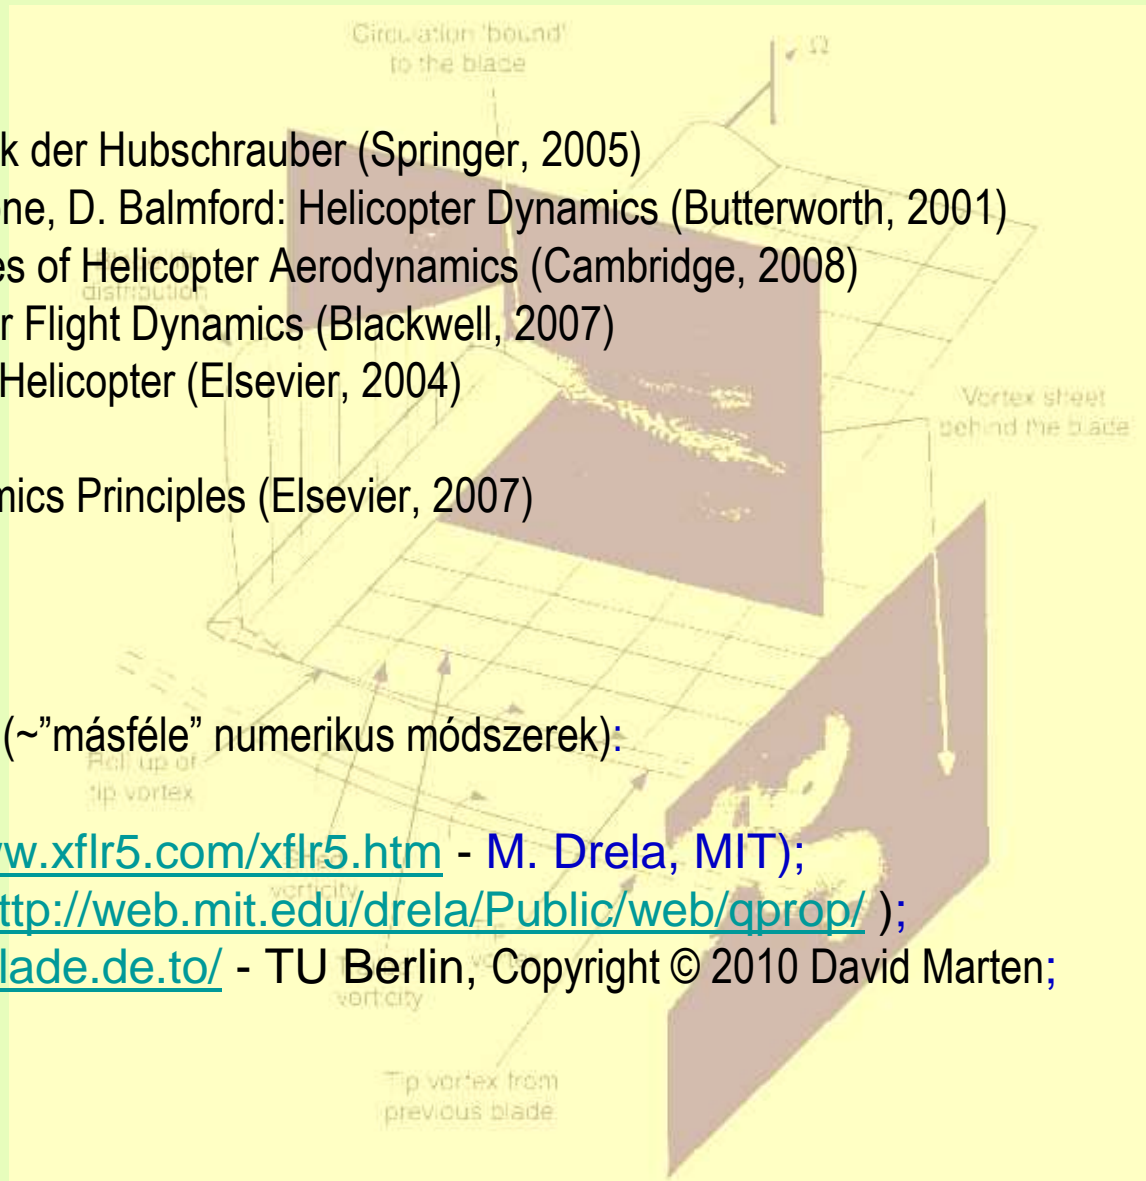 Circulation 'bound'
to the blade
Ω
k der Hubschrauber (Springer, 2005)
ne, D. Balmford: Helicopter Dynamics (Butterworth, 2001)
es of Helicopter Aerodynamics (Cambridge, 2008)
distribution
r Flight Dynamics (Blackwell, 2007)
Helicopter (Elsevier, 2004)
Vortex sheet
behind the blade
mics Principles (Elsevier, 2007)
(~”másféle” numerikus módszerek):
Roll up of
tip vortex
w.xflr5.com/xflr5.htm - M. Drela, MIT);
vorticity
ttp://web.mit.edu/drela/Public/web/qprop/ );
lade.de.to/ - TU Berlin, Copyright © 2010 David Marten;
vorticity
Tip vortex from
previous blade